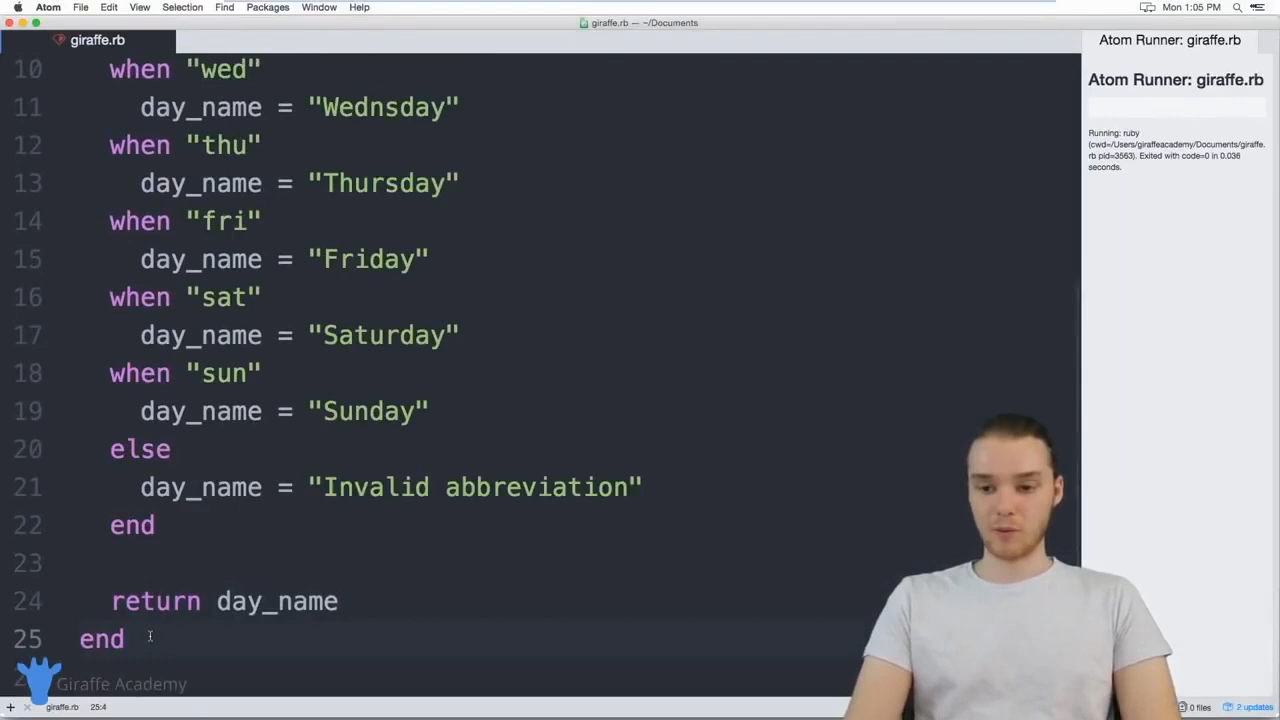 Atom File Edit View Selection Find Packages Window Help
Mon 1:05 PM
giraffe.rb — ~/Documents
giraffe.rb
Atom Runner: giraffe.rb
Atom Runner: giraffe.rb
Running: ruby
(cwd=/Users/giraffeacademy/Documents/giraffe.
rb pid=3563). Exited with code=0 in 0.036
seconds.
10 when "wed"
11 day_name = "Wednsday"
12 when "thu"
13 day_name = "Thursday"
14 when "fri"
15 day_name = "Friday"
16 when "sat"
17 day_name = "Saturday"
18 when "sun"
19 day_name = "Sunday"
20 else
21 day_name = "Invalid abbreviation"
22 end
23
24 return day_name
25 end
Giraffe Academy
giraffe.rb 25:4
0 files 2 updates